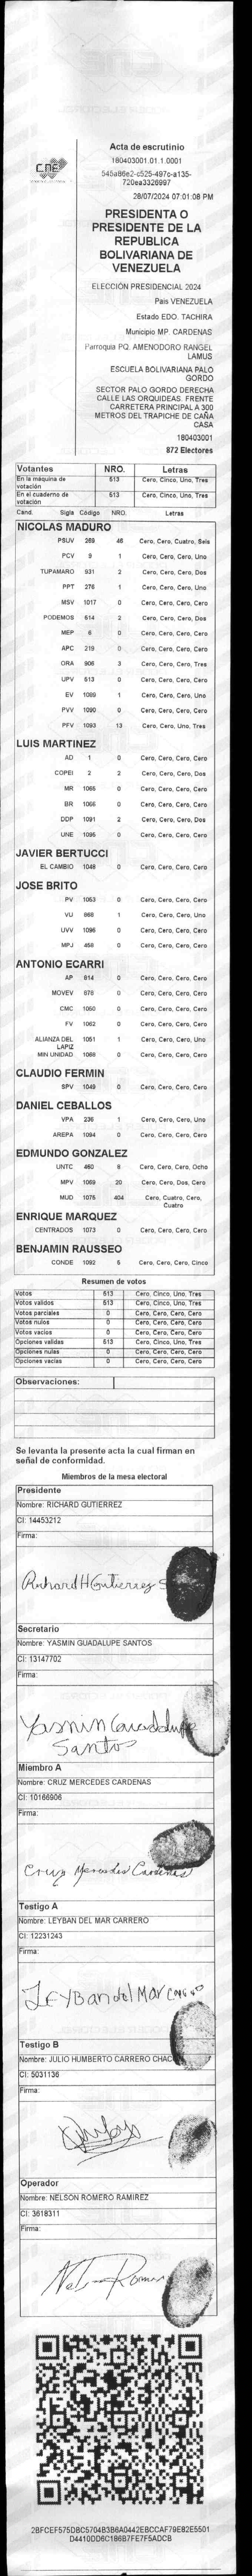 CNE
Acta de escrutinio
180403001.01.1.0001
545a86e2-c525-497c-a135-
720ea3326997
28/07/2024 07:01:08 PM
PRESIDENTA O
PRESIDENTE DE LA
REPUBLICA
BOLIVARIANA DE
VENEZUELA
ELECCIÓN PRESIDENCIAL 2024
Pais VENEZUELA
Estado EDO. TACHIRA
Municipio MP. CARDENAS
Parroquia PQ. AMENODORO RANGEL
LAMUS
ESCUELA BOLIVARIANA PALO
GORDO
SECTOR PALO GORDO DERECHA
CALLE LAS ORQUIDEAS. FRENTE
CARRETERA PRINCIPAL A 300
METROS DEL TRAPICHE DE CAÑA
CASA
180403001
872 Electores
Votantes NRO. Letras
En la máquina de votación 513 Cero, Cinco, Uno, Tres
En el cuaderno de votación 513 Cero, Cinco, Uno, Tres
Cand. Sigla Código NRO. Letras
NICOLAS MADURO
PSUV 269 46 Cero, Cero, Cuatro, Seis
PCV 9 1 Cero, Cero, Cero, Uno
TUPAMARO 931 2 Cero, Cero, Cero, Dos
PPT 276 1 Cero, Cero, Cero, Uno
MSV 1017 0 Cero, Cero, Cero, Cero
PODEMOS 514 2 Cero, Cero, Cero, Dos
MEP 6 0 Cero, Cero, Cero, Cero
APC 219 0 Cero, Cero, Cero, Cero
ORA 906 3 Cero, Cero, Cero, Tres
UPV 513 0 Cero, Cero, Cero, Cero
EV 1089 1 Cero, Cero, Cero, Uno
PVV 1090 0 Cero, Cero, Cero, Cero
PFV 1093 13 Cero, Cero, Uno, Tres
LUIS MARTINEZ
AD 1 0 Cero, Cero, Cero, Cero
COPEI 2 2 Cero, Cero, Cero, Dos
MR 1065 0 Cero, Cero, Cero, Cero
BR 1066 0 Cero, Cero, Cero, Cero
DDP 1091 2 Cero, Cero, Cero, Dos
UNE 1095 0 Cero, Cero, Cero, Cero
JAVIER BERTUCCI
EL CAMBIO 1048 0 Cero, Cero, Cero, Cero
JOSE BRITO
PV 1053 0 Cero, Cero, Cero, Cero
VU 868 1 Cero, Cero, Cero, Uno
UVV 1096 0 Cero, Cero, Cero, Cero
MPJ 458 0 Cero, Cero, Cero, Cero
ANTONIO ECARRI
AP 814 0 Cero, Cero, Cero, Cero
MOVEV 876 0 Cero, Cero, Cero, Cero
CMC 1050 0 Cero, Cero, Cero, Cero
FV 1062 0 Cero, Cero, Cero, Cero
ALIANZA DEL LAPIZ 1051 1 Cero, Cero, Cero, Uno
MIN UNIDAD 1068 0 Cero, Cero, Cero, Cero
CLAUDIO FERMIN
SPV 1049 0 Cero, Cero, Cero, Cero
DANIEL CEBALLOS
VPA 236 1 Cero, Cero, Cero, Uno
AREPA 1094 0 Cero, Cero, Cero, Cero
EDMUNDO GONZALEZ
UNTC 460 8 Cero, Cero, Cero, Ocho
MPV 1069 20 Cero, Cero, Dos, Cero
MUD 1075 404 Cero, Cuatro, Cero, Cuatro
ENRIQUE MARQUEZ
CENTRADOS 1073 0 Cero, Cero, Cero, Cero
BENJAMIN RAUSSEO
CONDE 1092 5 Cero, Cero, Cero, Cinco
Resumen de votos
Votos 513 Cero, Cinco, Uno, Tres
Votos validos 513 Cero, Cinco, Uno, Tres
Votos parciales 0 Cero, Cero, Cero, Cero
Votos nulos 0 Cero, Cero, Cero, Cero
Votos vacios 0 Cero, Cero, Cero, Cero
Opciones validas 513 Cero, Cinco, Uno, Tres
Opciones nulas 0 Cero, Cero, Cero, Cero
Opciones vacias 0 Cero, Cero, Cero, Cero
Observaciones:
Se levanta la presente acta la cual firman en
señal de conformidad.
Miembros de la mesa electoral
Presidente
Nombre: RICHARD GUTIERREZ
CI: 14453212
Firma:
Richard H Gutierrez S
Secretario
Nombre: YASMIN GUADALUPE SANTOS
CI: 13147702
Firma:
Yasmin Guadalupe
Santos
Miembro A
Nombre: CRUZ MERCEDES CARDENAS
CI: 10166906
Firma:
Cruz Mercedes Cardenas
Testigo A
Nombre: LEYBAN DEL MAR CARRERO
CI: 12231243
Firma:
LEYBan del Mar
Testigo B
Nombre: JULIO HUMBERTO CARRERO CHAC
CI: 5031136
Firma:
Operador
Nombre: NELSON ROMERO RAMIREZ
CI: 3618311
Firma:
2BFCEF575DBC5704B3B6A0442EBCCAF79E82E5501
D4410DD6C186B7FE7F5ADCB